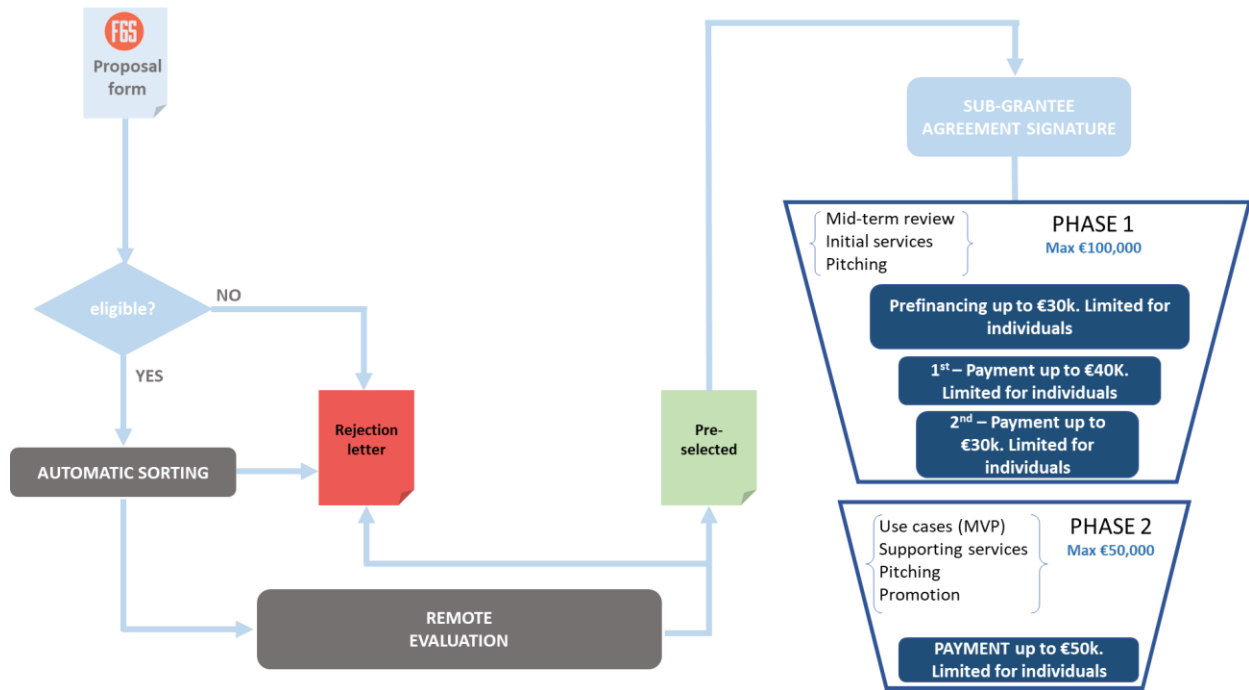 F6S
Proposal
form
eligible?
NO
YES
AUTOMATIC SORTING
Rejection
letter
REMOTE
EVALUATION
Pre-
selected
SUB-GRANTEE
AGREEMENT SIGNATURE
Mid-term review
Initial services
Pitching
PHASE 1
Max €100,000
Prefinancing up to €30k. Limited for
individuals
1st – Payment up to €40K.
Limited for individuals
2nd – Payment up to
€30k. Limited for
individuals
Use cases (MVP)
Supporting services
Pitching
Promotion
PHASE 2
Max €50,000
PAYMENT up to €50k.
Limited for individuals